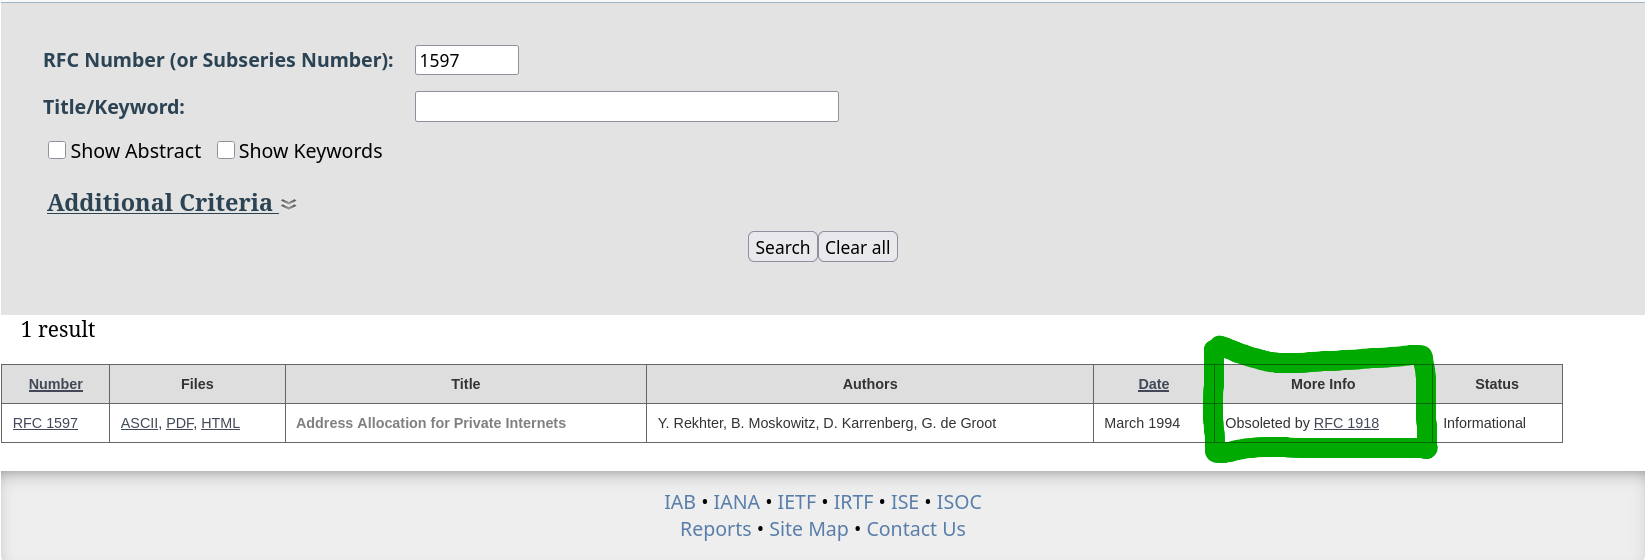 RFC Number (or Subseries Number): 1597
Title/Keyword:
Show Abstract Show Keywords
Additional Criteria
Search Clear all
1 result
Number Files Title Authors Date More Info Status
RFC 1597 ASCII, PDF, HTML Address Allocation for Private Internets Y. Rekhter, B. Moskowitz, D. Karrenberg, G. de Groot March 1994 Obsoleted by RFC 1918 Informational
IAB • IANA • IETF • IRTF • ISE • ISOC
Reports • Site Map • Contact Us